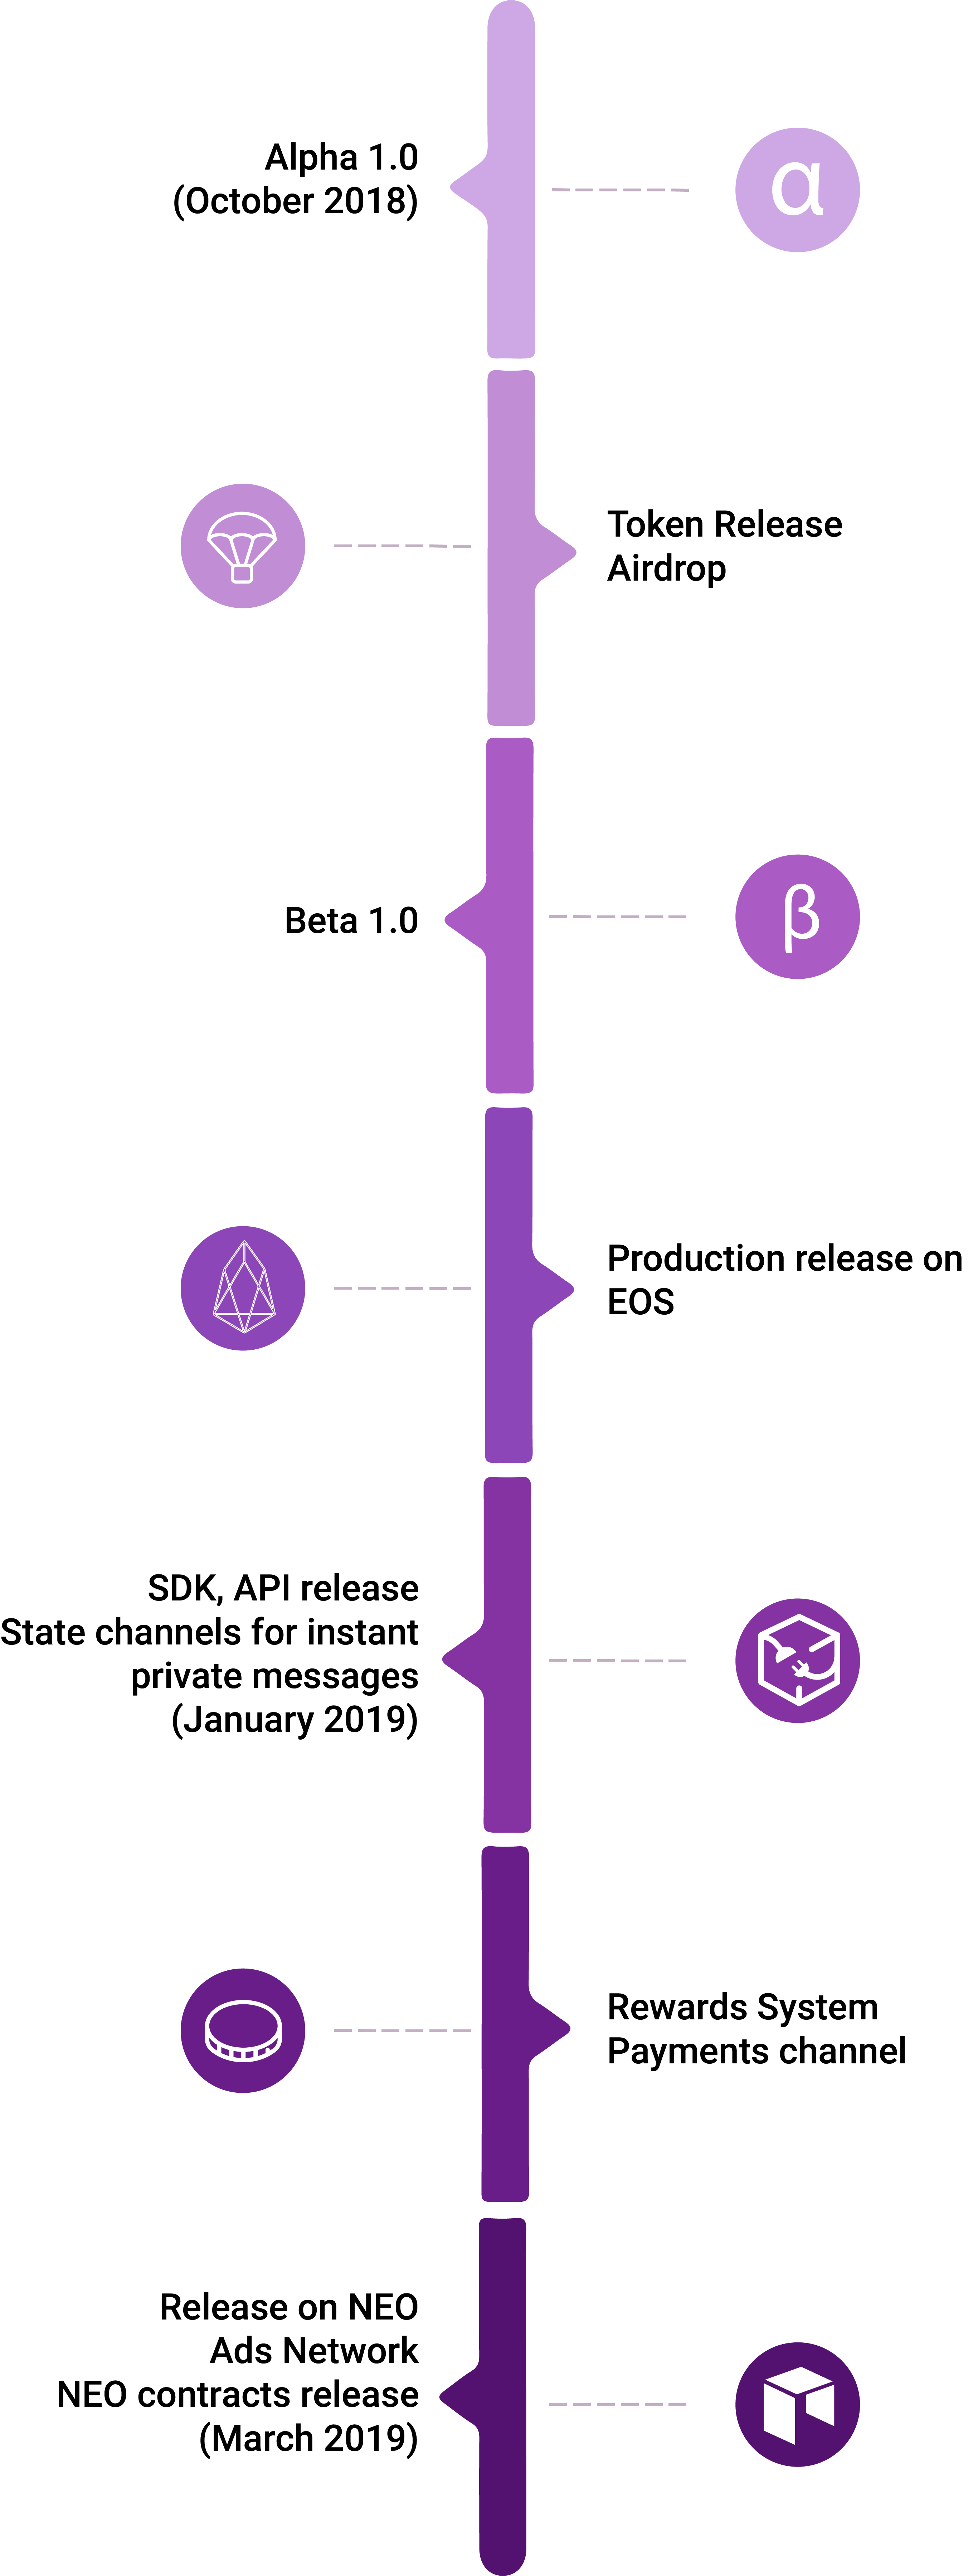 Alpha 1.0
(October 2018)
α
Token Release
Airdrop
Beta 1.0
β
Production release on
EOS
SDK, API release
State channels for instant
private messages
(January 2019)
Rewards System
Payments channel
Release on NEO
Ads Network
NEO contracts release
(March 2019)